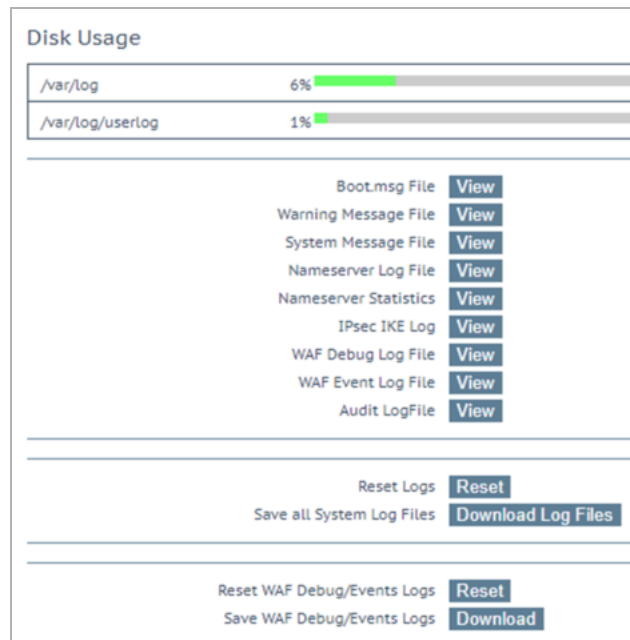 Disk Usage
/var/log 6%
/var/log/userlog 1%
Boot.msg File View
Warning Message File View
System Message File View
Nameserver Log File View
Nameserver Statistics View
IPsec IKE Log View
WAF Debug Log File View
WAF Event Log File View
Audit LogFile View
Reset Logs Reset
Save all System Log Files Download Log Files
Reset WAF Debug/Events Logs Reset
Save WAF Debug/Events Logs Download